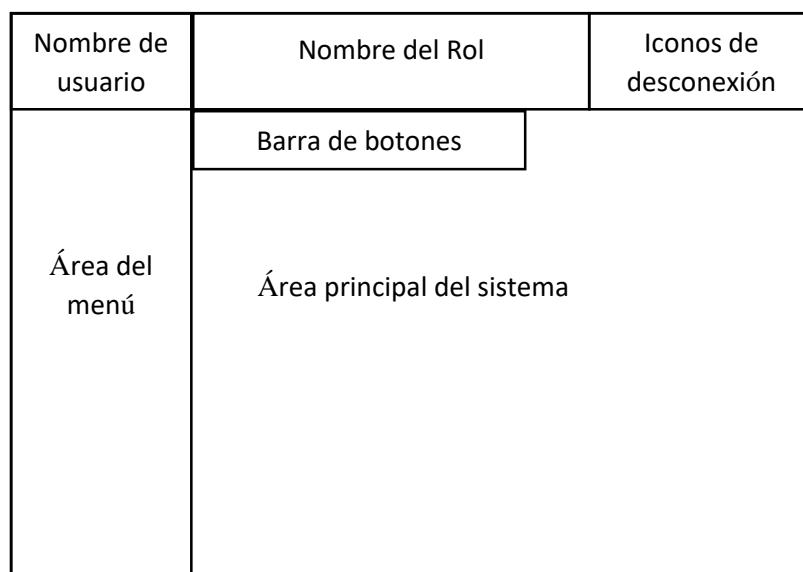 Nombre de
usuario
Nombre del Rol
Iconos de
desconexión
Barra de botones
Área del
menú
Área principal del sistema